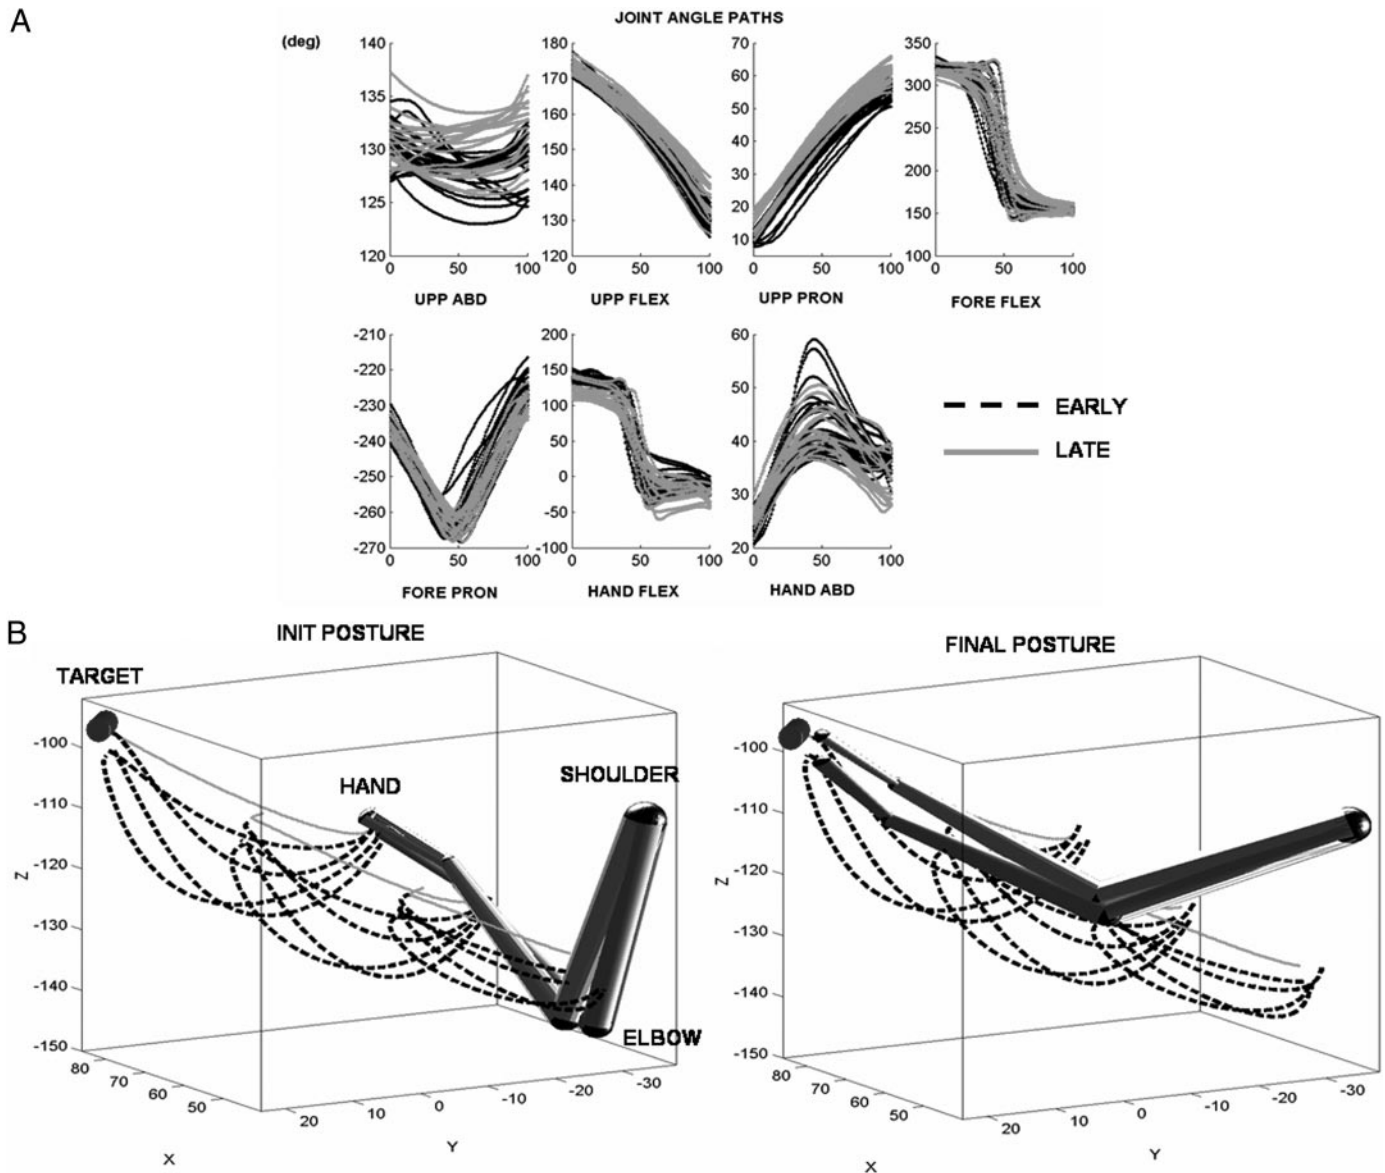 A
JOINT ANGLE PATHS
(deg)
140
135
130
125
120
0 50 100
UPP ABD
180
170
160
150
140
130
120
0 50 100
UPP FLEX
70
60
50
40
30
20
10
0 50 100
UPP PRON
350
300
250
200
150
100
0 50 100
FORE FLEX
-210
-220
-230
-240
-250
-260
-270
0 50 100
FORE PRON
200
150
100
50
0
-50
-100
0 50 100
HAND FLEX
60
50
40
30
20
0 50 100
HAND ABD
EARLY
LATE
B
INIT POSTURE
TARGET
HAND
SHOULDER
ELBOW
-100
-110
-120
-130
-140
-150
Z
80 70 60 50
X
20 10 0 -10 -20 -30
Y
FINAL POSTURE
-100
-110
-120
-130
-140
-150
Z
80 70 60 50
X
20 10 0 -10 -20 -30
Y